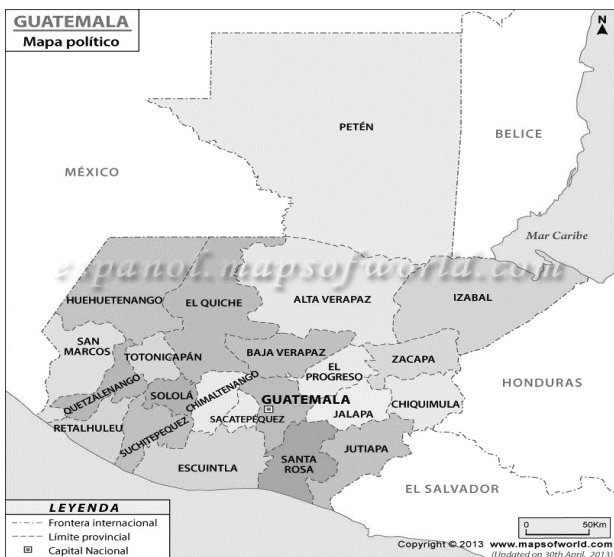 GUATEMALA
Mapa político
N
PETÉN
BELICE
MÉXICO
Mar Caribe
espanol.mapsofworld.com
HUEHUETENANGO
EL QUICHE
ALTA VERAPAZ
IZABAL
SAN
MARCOS
TOTONICAPÁN
BAJA VERAPAZ
EL
PROGRESO
ZACAPA
QUETZALENANGO
SOLOLÁ
CHIMALTENANGO
GUATEMALA
HONDURAS
RETALHULEU
SUCHITEPEQUEZ
SACATEPÉQUEZ
JALAPA
CHIQUIMULA
ESCUINTLA
SANTA
ROSA
JUTIAPA
EL SALVADOR
LEYENDA
Frontera internacional
Límite provincial
Capital Nacional
0 50Km
Copyright © 2013 www.mapsofworld.com
(Updated on 30th April, 2013)